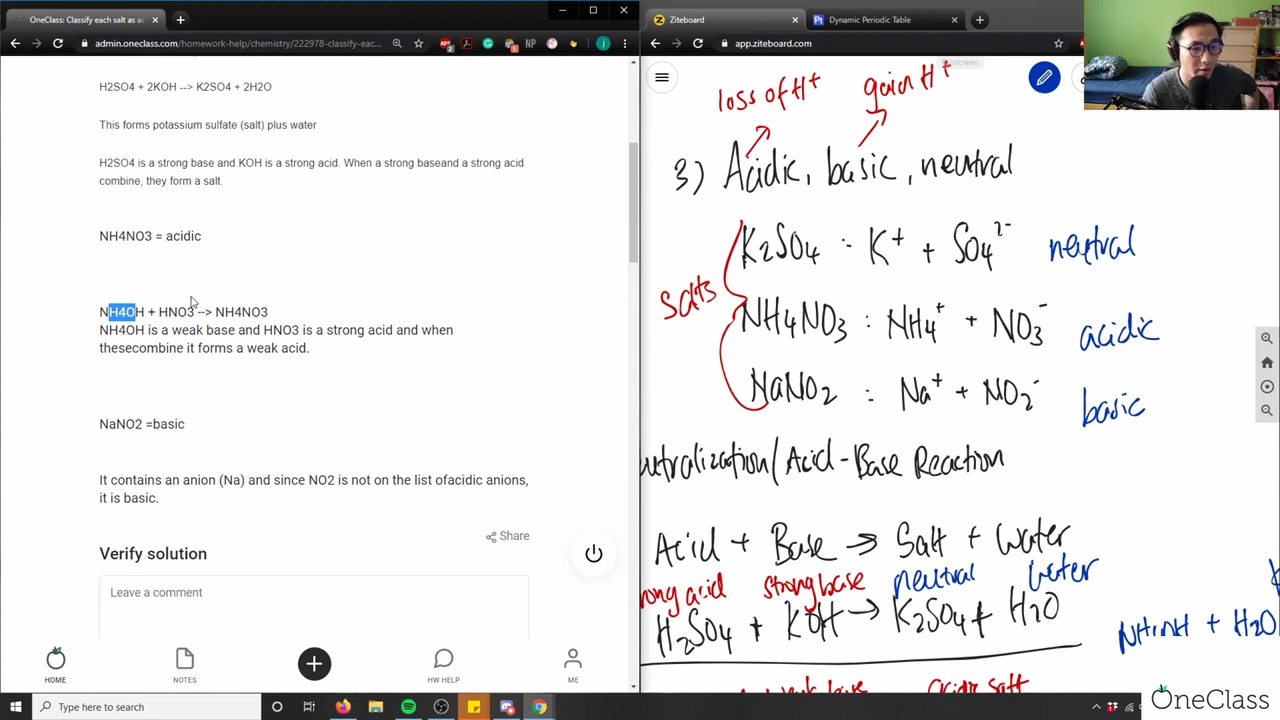 OneClass: Classify each salt as ac
admin.oneclass.com/homework-help/chemistry/222978-classify-eac...
H2SO4 + 2KOH --> K2SO4 + 2H2O
This forms potassium sulfate (salt) plus water
H2SO4 is a strong base and KOH is a strong acid. When a strong baseand a strong acid
combine, they form a salt.
NH4NO3 = acidic
NH4OH + HNO3 --> NH4NO3
NH4OH is a weak base and HNO3 is a strong acid and when
thesecombine it forms a weak acid.
NaNO2 =basic
It contains an anion (Na) and since NO2 is not on the list ofacidic anions,
it is basic.
Share
Verify solution
Leave a comment
HOME
NOTES
HW HELP
ME
Type here to search
Ziteboard
Dynamic Periodic Table
app.ziteboard.com
loss of H+ gain H+
3) Acidic, basic, neutral
K2SO4 : K+ + SO4 2- neutral
salts
NH4NO3 : NH4+ + NO3- acidic
NaNO2 : Na+ + NO2- basic
utralization/Acid-Base Reaction
Acid + Base → Salt + Water
rong acid strong base neutral water
H2SO4 + KOH → K2SO4 + H2O
+ H2O
acidic salt
ENG
OneClass